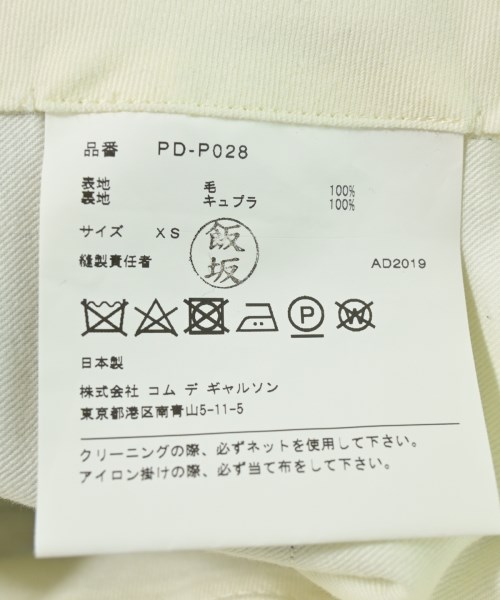 品番 PD-P028
表地 毛 100%
裏地 キュプラ 100%
サイズ XS
飯坂
縫製責任者 AD2019
P W
日本製
株式会社 コム デ ギャルソン
東京都港区南青山5-11-5
クリーニングの際、必ずネットを使用して下さい。
アイロン掛けの際、必ず当て布をして下さい。